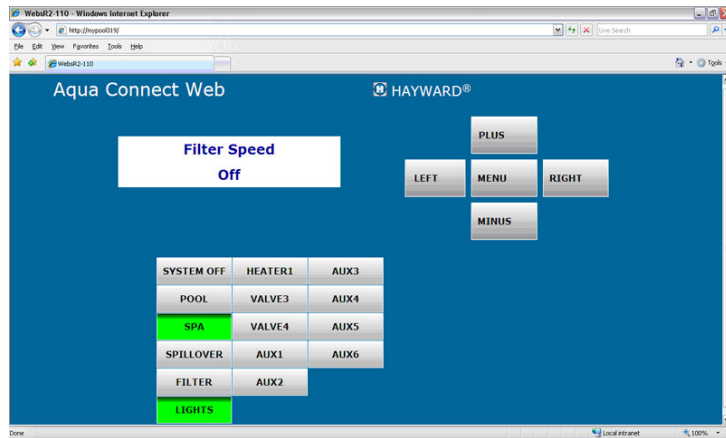 WebsR2-110 - Windows Internet Explorer
http://mypool319/
Live Search
File Edit View Favorites Tools Help
WebsR2-110
Tools
Aqua Connect Web
H HAYWARD®
Filter Speed
Off
PLUS
LEFT MENU RIGHT
MINUS
SYSTEM OFF HEATER1 AUX3
POOL VALVE3 AUX4
SPA VALVE4 AUX5
SPILLOVER AUX1 AUX6
FILTER AUX2
LIGHTS
Done Local intranet 100%